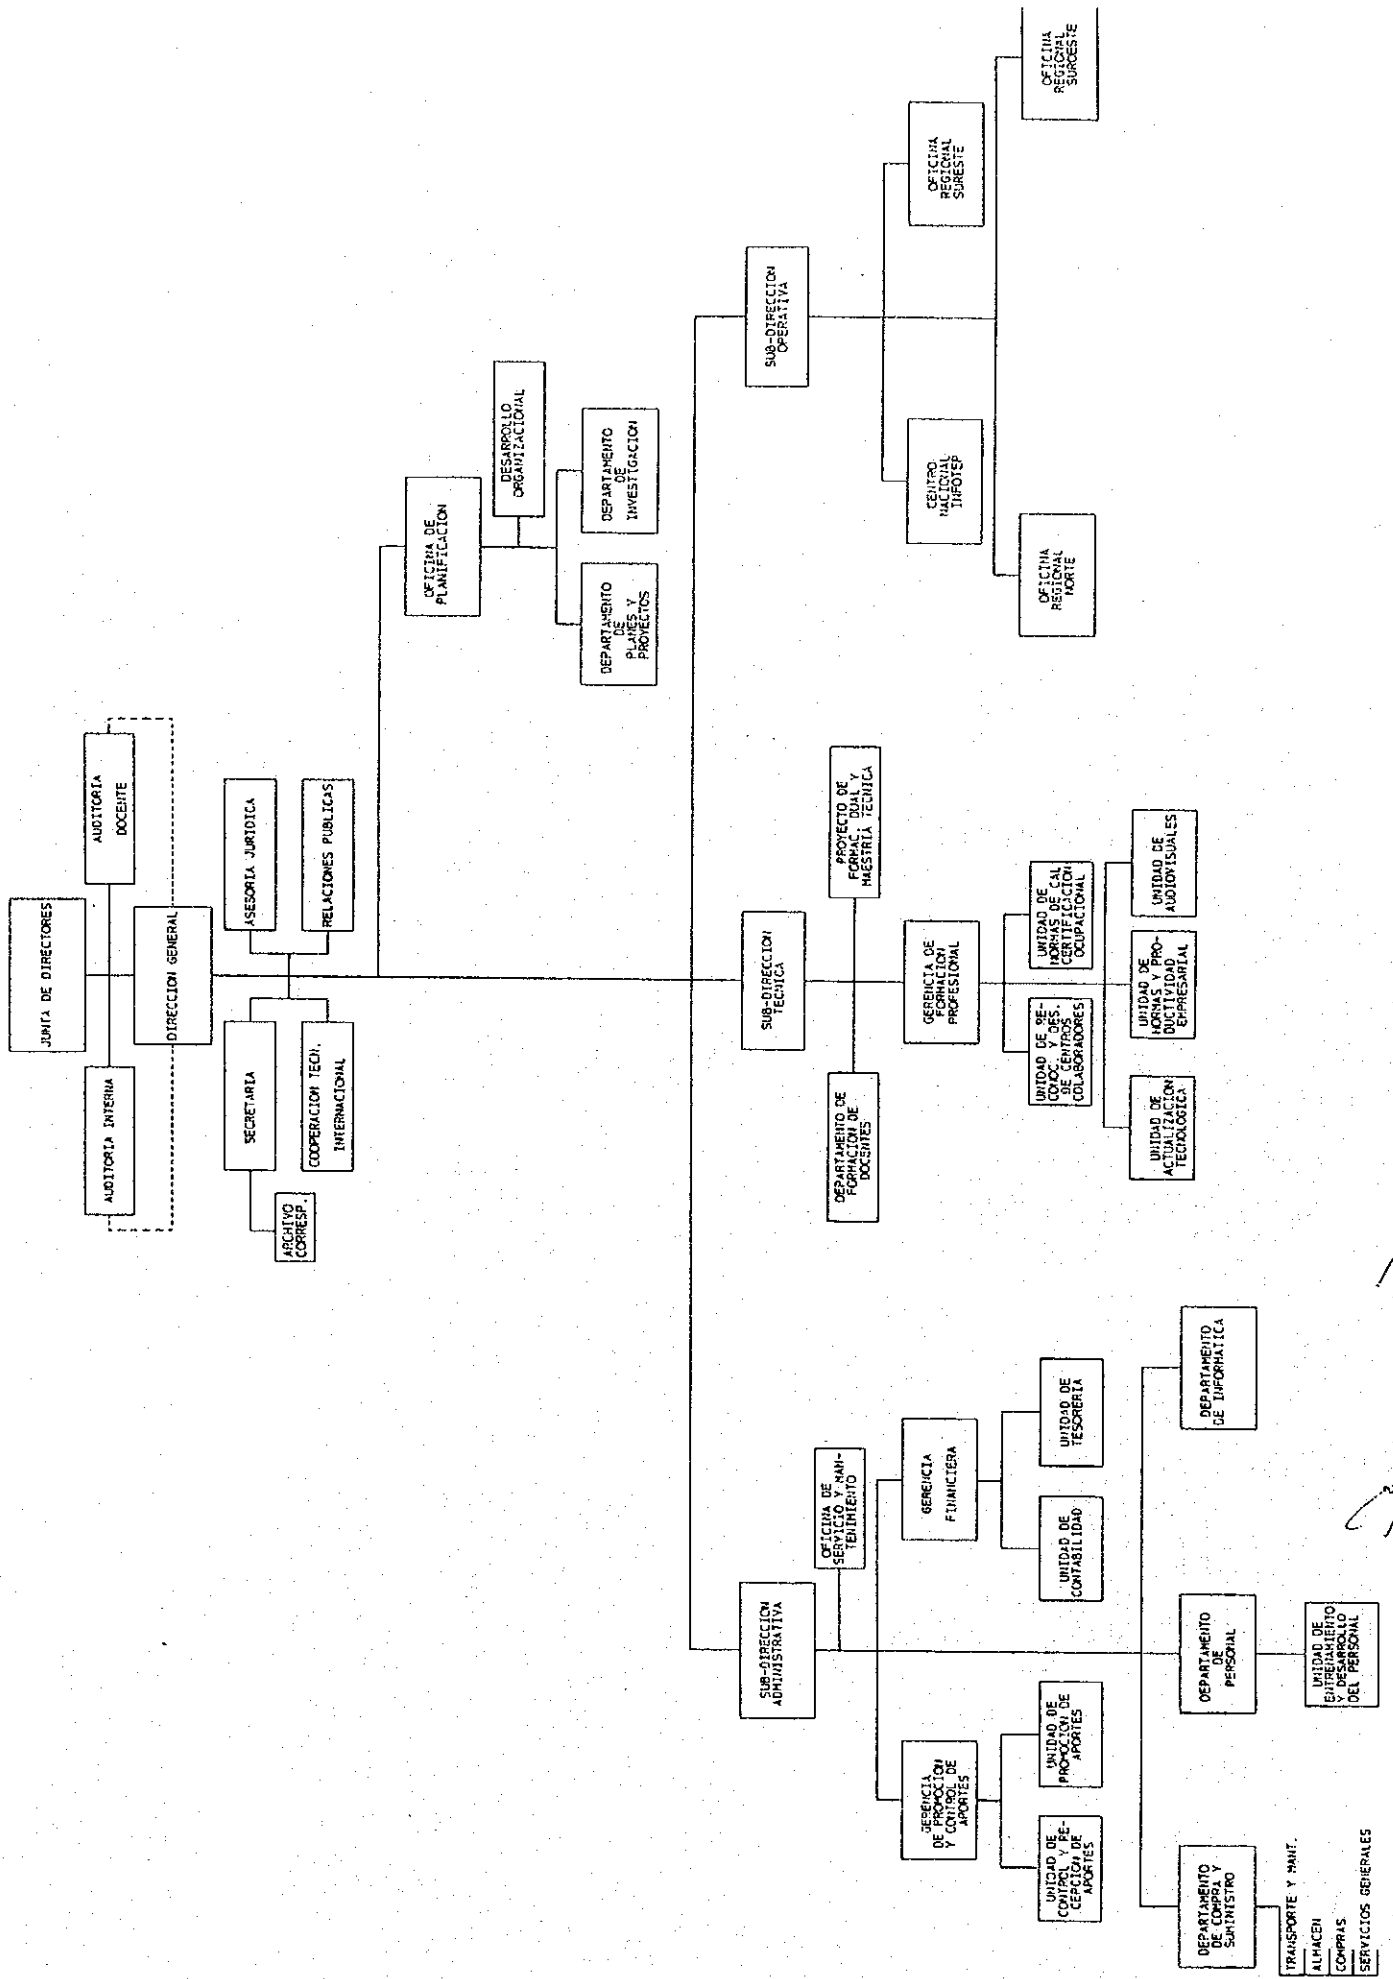 JUNTA DE DIRECTORES
AUDITORIA INTERNA
AUDITORIA
DOCENTE
DIRECCION GENERAL
SECRETARIA
ASESORIA JURIDICA
ARCHIVO
CORRESP.
COOPERACION TECN.
INTERNACIONAL
RELACIONES PUBLICAS
OFICINA DE
PLANIFICACION
DESARROLLO
ORGANIZACIONAL
DEPARTAMENTO
DE
PLANES Y
PROYECTOS
DEPARTAMENTO
DE
INVESTIGACION
SUB-DIRECCION
ADMINISTRATIVA
SUB-DIRECCION
TECNICA
SUB-DIRECCION
OPERATIVA
OFICINA DE
SERVICIO Y MAN-
TENIMIENTO
GERENCIA
DE PROMOCION
Y CONTROL DE
APORTES
GERENCIA
FINANCIERA
UNIDAD DE
CONTROL Y RE-
CEPCION DE
APORTES
UNIDAD DE
PROMOCION DE
APORTES
UNIDAD DE
CONTABILIDAD
UNIDAD DE
TESORERIA
DEPARTAMENTO
DE COMPRA Y
SUMINISTRO
DEPARTAMENTO
DE
PERSONAL
DEPARTAMENTO
DE INFORMATICA
TRANSPORTE Y MANT.
ALMACEN
COMPRAS
SERVICIOS GENERALES
UNIDAD DE
ENTRENAMIENTO
Y DESARROLLO
DEL PERSONAL
DEPARTAMENTO DE
FORMACION DE
DOCENTES
PROYECTO DE
FORMAC. DUAL Y
MAESTRIA TECNICA
GERENCIA DE
FORMACION
PROFESIONAL
UNIDAD DE RE-
CONOC. Y DES.
DE CENTROS
COLABORADORES
UNIDAD DE
NORMAS DE CAL
CERTIFICACION
OCUPACIONAL
UNIDAD DE
ACTUALIZACION
TECNOLOGICA
UNIDAD DE
NORMAS Y PRO-
DUCTIVIDAD
EMPRESARIAL
UNIDAD DE
AUDIOVISUALES
CENTRO
NACIONAL
INFOTEP
OFICINA
REGIONAL
SURESTE
OFICINA
REGIONAL
NORTE
OFICINA
REGIONAL
SUROESTE